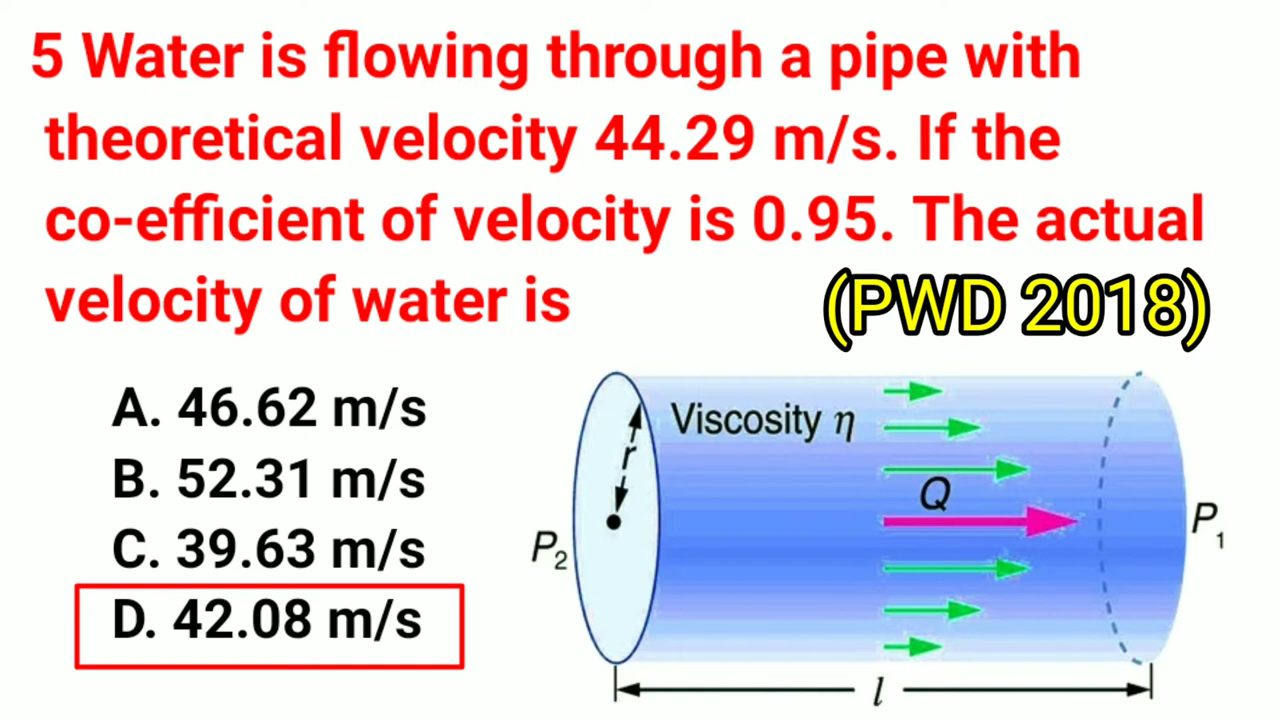 5 Water is flowing through a pipe with
theoretical velocity 44.29 m/s. If the
co-efficient of velocity is 0.95. The actual
velocity of water is
(PWD 2018)
A. 46.62 m/s
B. 52.31 m/s
C. 39.63 m/s
D. 42.08 m/s
Viscosity η
r
Q
P₂
P₁
l